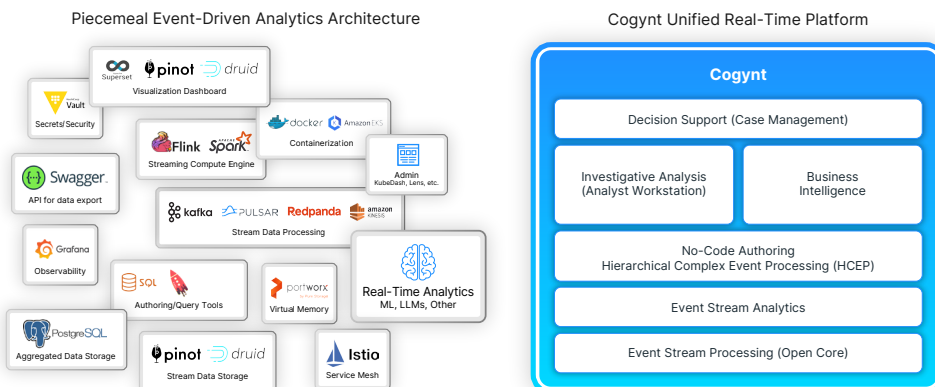 Piecemeal Event-Driven Analytics Architecture
Superset
pinot
druid
Visualization Dashboard
Vault
Secrets/Security
Flink
Spark
Streaming Compute Engine
docker
Amazon EKS
Containerization
Admin
KubeDash, Lens, etc.
Swagger
API for data export
kafka
PULSAR
Redpanda
amazon
KINESIS
Stream Data Processing
Grafana
Observability
SQL
Authoring/Query Tools
portworx
Virtual Memory
Real-Time Analytics
ML, LLMs, Other
PostgreSQL
Aggregated Data Storage
pinot
druid
Stream Data Storage
Istio
Service Mesh
Cogynt Unified Real-Time Platform
Cogynt
Decision Support (Case Management)
Investigative Analysis
(Analyst Workstation)
Business
Intelligence
No-Code Authoring
Hierarchical Complex Event Processing (HCEP)
Event Stream Analytics
Event Stream Processing (Open Core)